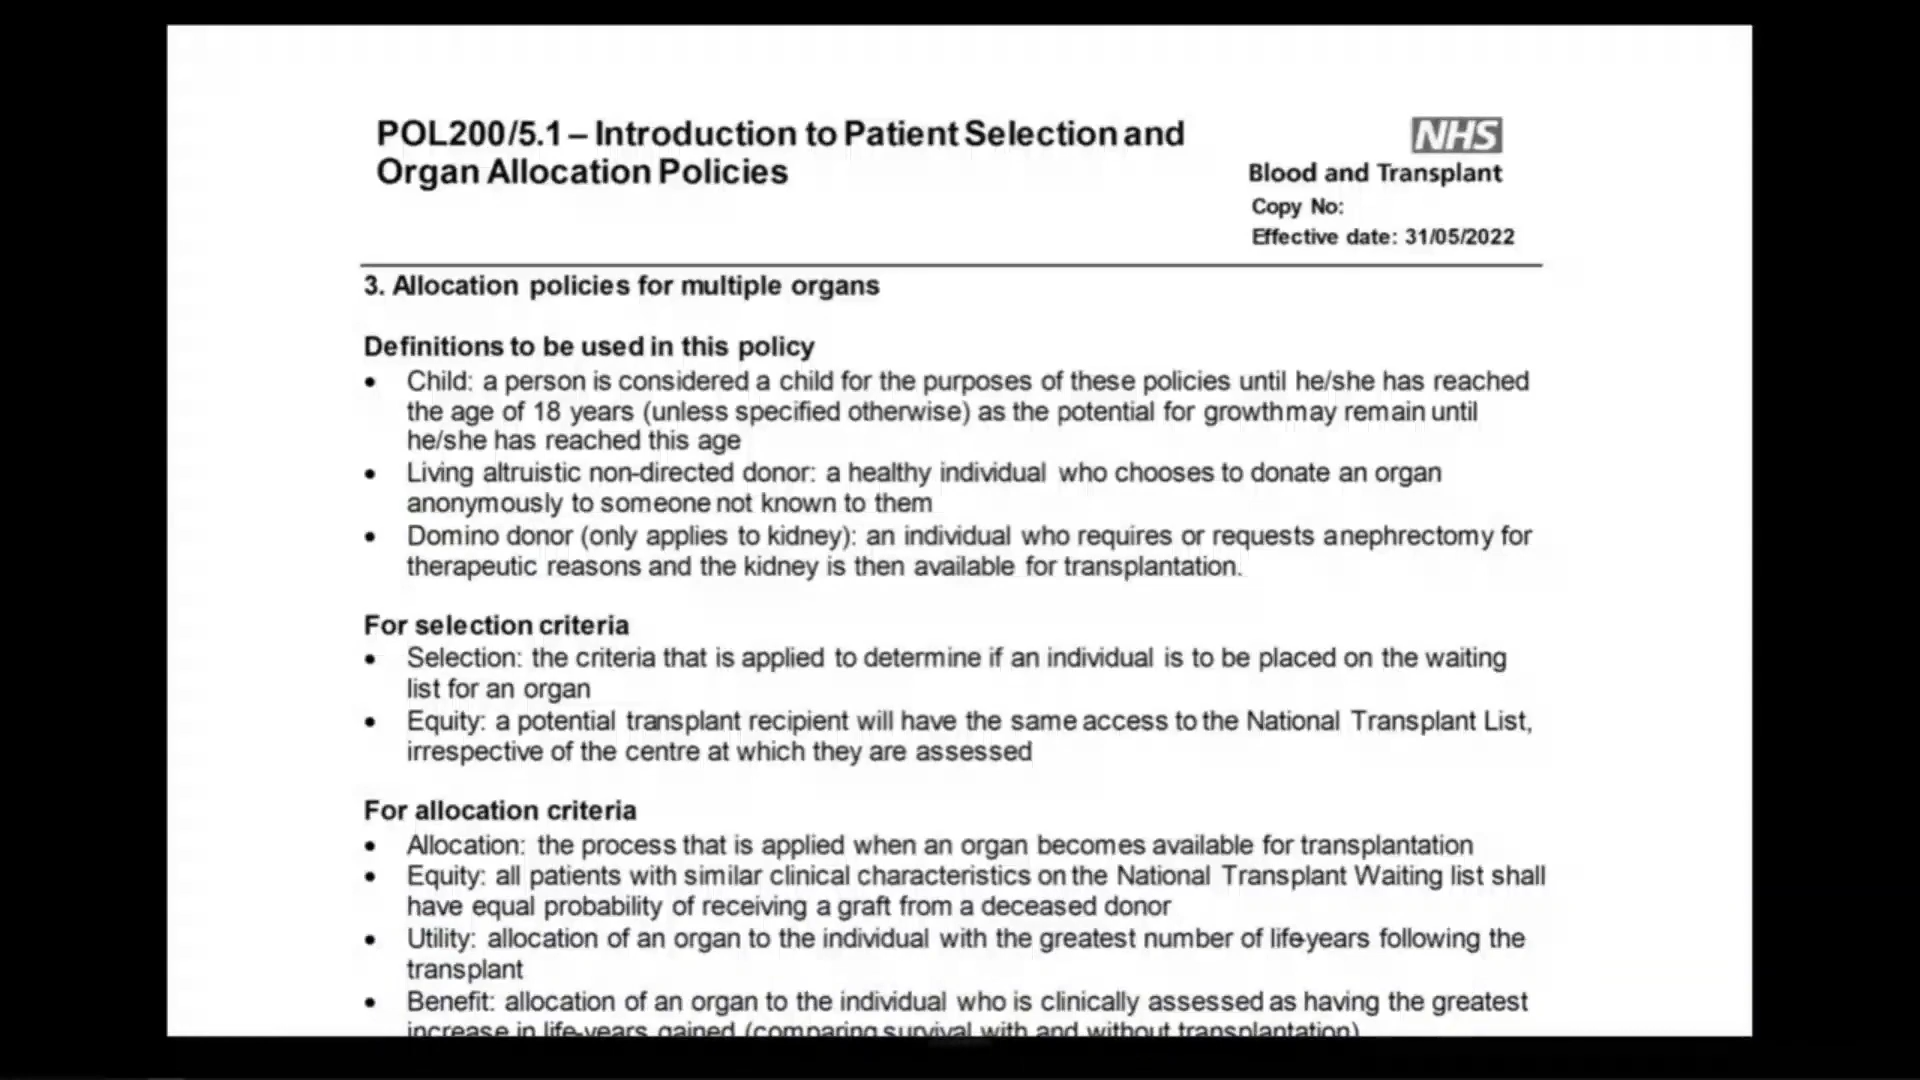 POL200/5.1 – Introduction to Patient Selection and
Organ Allocation Policies
NHS
Blood and Transplant
Copy No:
Effective date: 31/05/2022
3. Allocation policies for multiple organs
Definitions to be used in this policy
• Child: a person is considered a child for the purposes of these policies until he/she has reached
the age of 18 years (unless specified otherwise) as the potential for growth may remain until
he/she has reached this age
• Living altruistic non-directed donor: a healthy individual who chooses to donate an organ
anonymously to someone not known to them
• Domino donor (only applies to kidney): an individual who requires or requests a nephrectomy for
therapeutic reasons and the kidney is then available for transplantation.
For selection criteria
• Selection: the criteria that is applied to determine if an individual is to be placed on the waiting
list for an organ
• Equity: a potential transplant recipient will have the same access to the National Transplant List,
irrespective of the centre at which they are assessed
For allocation criteria
• Allocation: the process that is applied when an organ becomes available for transplantation
• Equity: all patients with similar clinical characteristics on the National Transplant Waiting list shall
have equal probability of receiving a graft from a deceased donor
• Utility: allocation of an organ to the individual with the greatest number of life-years following the
transplant
• Benefit: allocation of an organ to the individual who is clinically assessed as having the greatest
increase in life-years gained (comparing survival with and without transplantation)